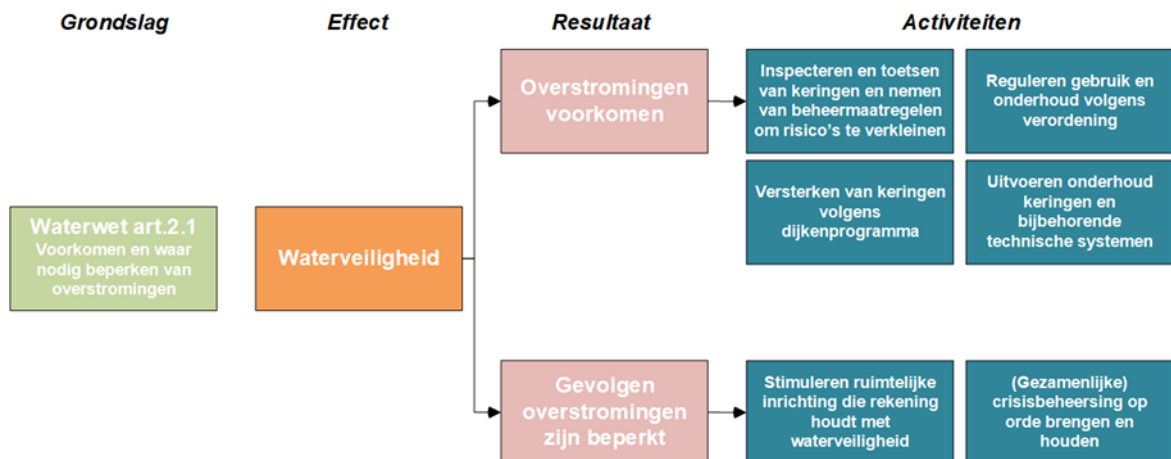 Grondslag
Effect
Resultaat
Activiteiten
Waterwet art.2.1
Voorkomen en waar
nodig beperken van
overstromingen
Waterveiligheid
Overstromingen
voorkomen
Inspecteren en toetsen
van keringen en nemen
van beheermaatregelen
om risico's te verkleinen
Reguleren gebruik en
onderhoud volgens
verordening
Versterken van keringen
volgens
dijkenprogramma
Uitvoeren onderhoud
keringen en
bijbehorende
technische systemen
Gevolgen
overstromingen
zijn beperkt
Stimuleren ruimtelijke
inrichting die rekening
houdt met
waterveiligheid
(Gezamenlijke)
crisisbeheersing op
orde brengen en
houden